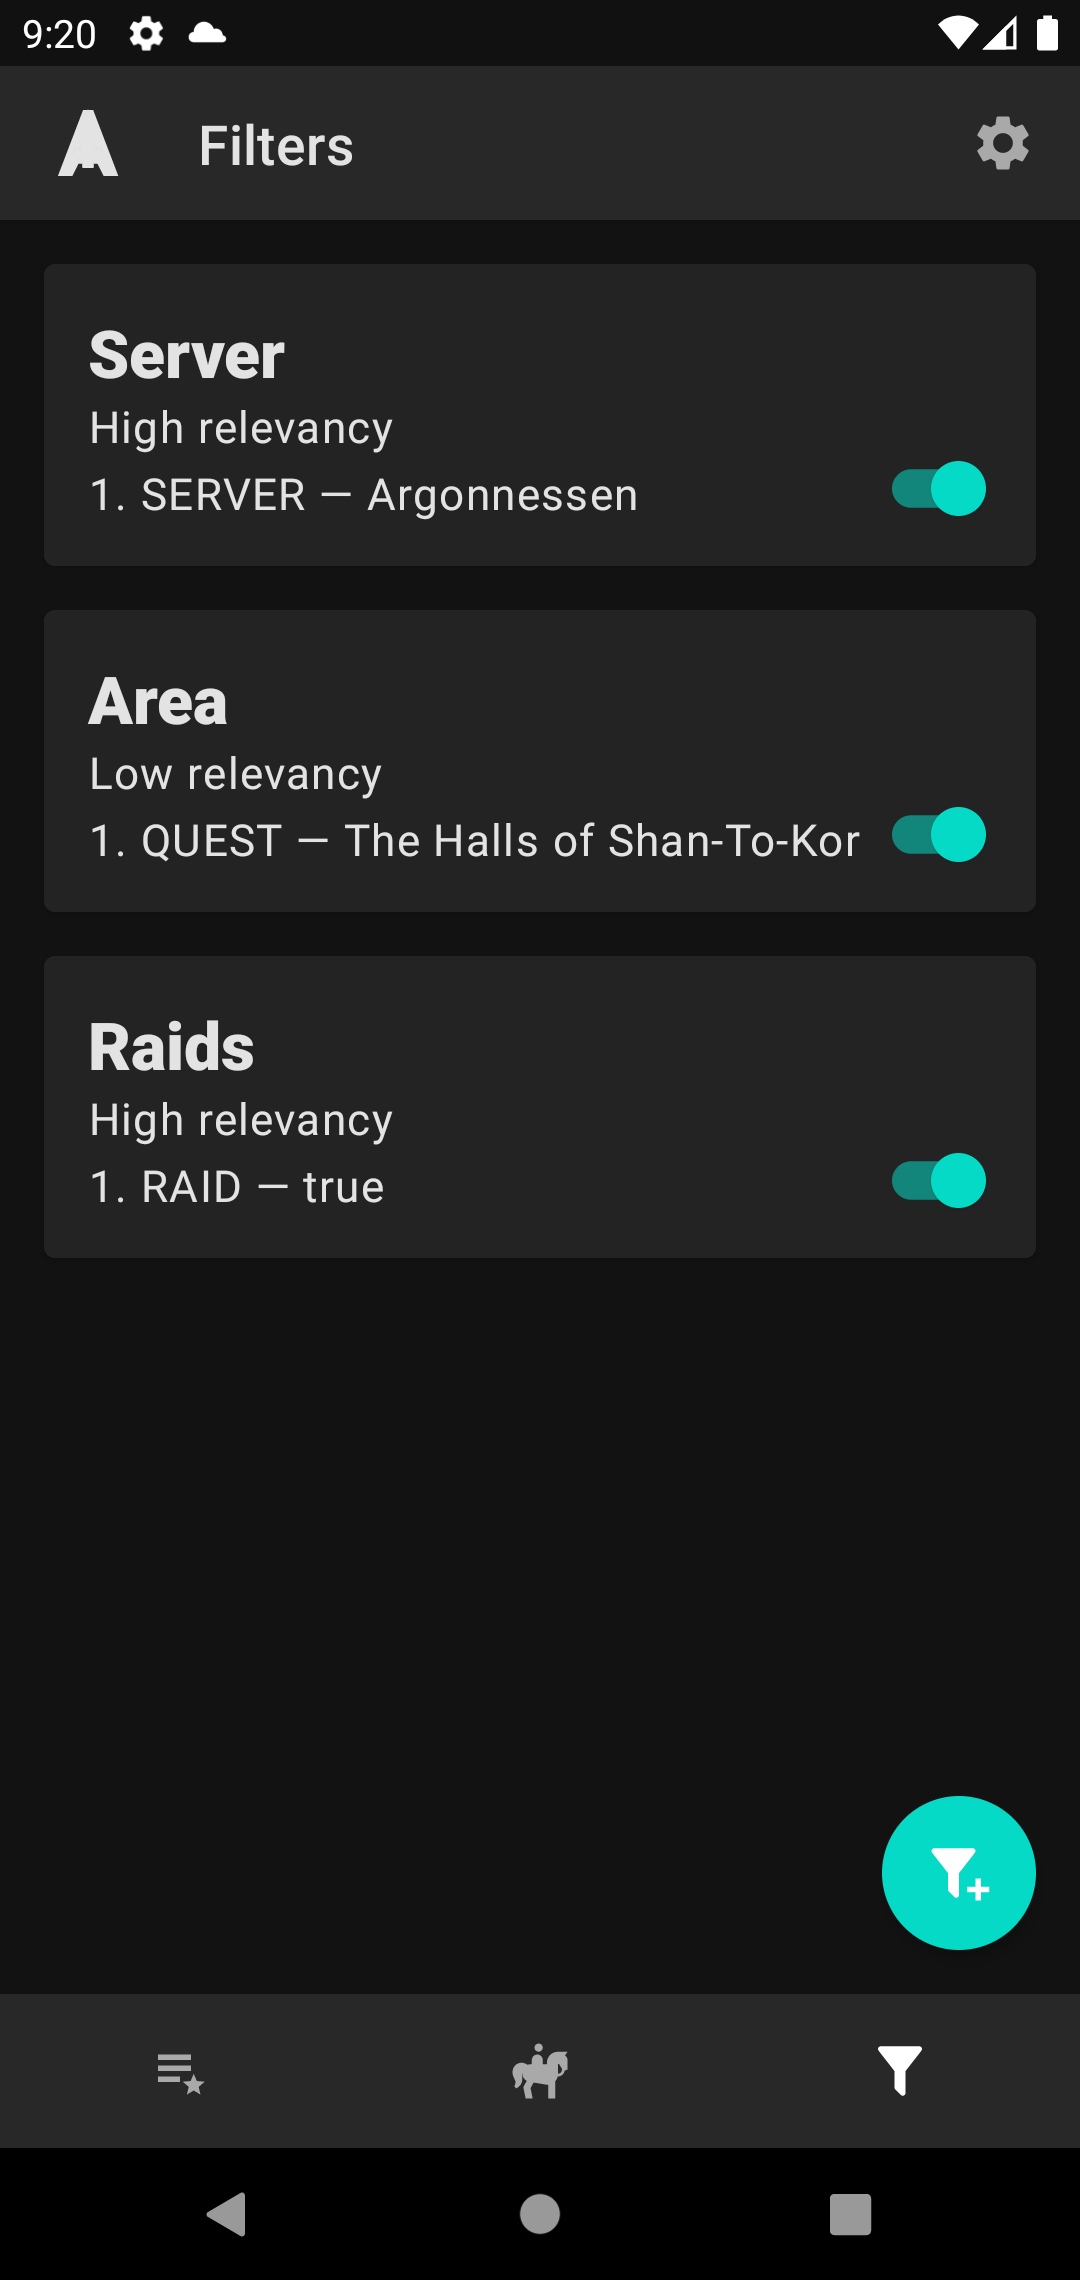 9:20
Filters
Server
High relevancy
1. SERVER — Argonnessen
Area
Low relevancy
1. QUEST — The Halls of Shan-To-Kor
Raids
High relevancy
1. RAID — true